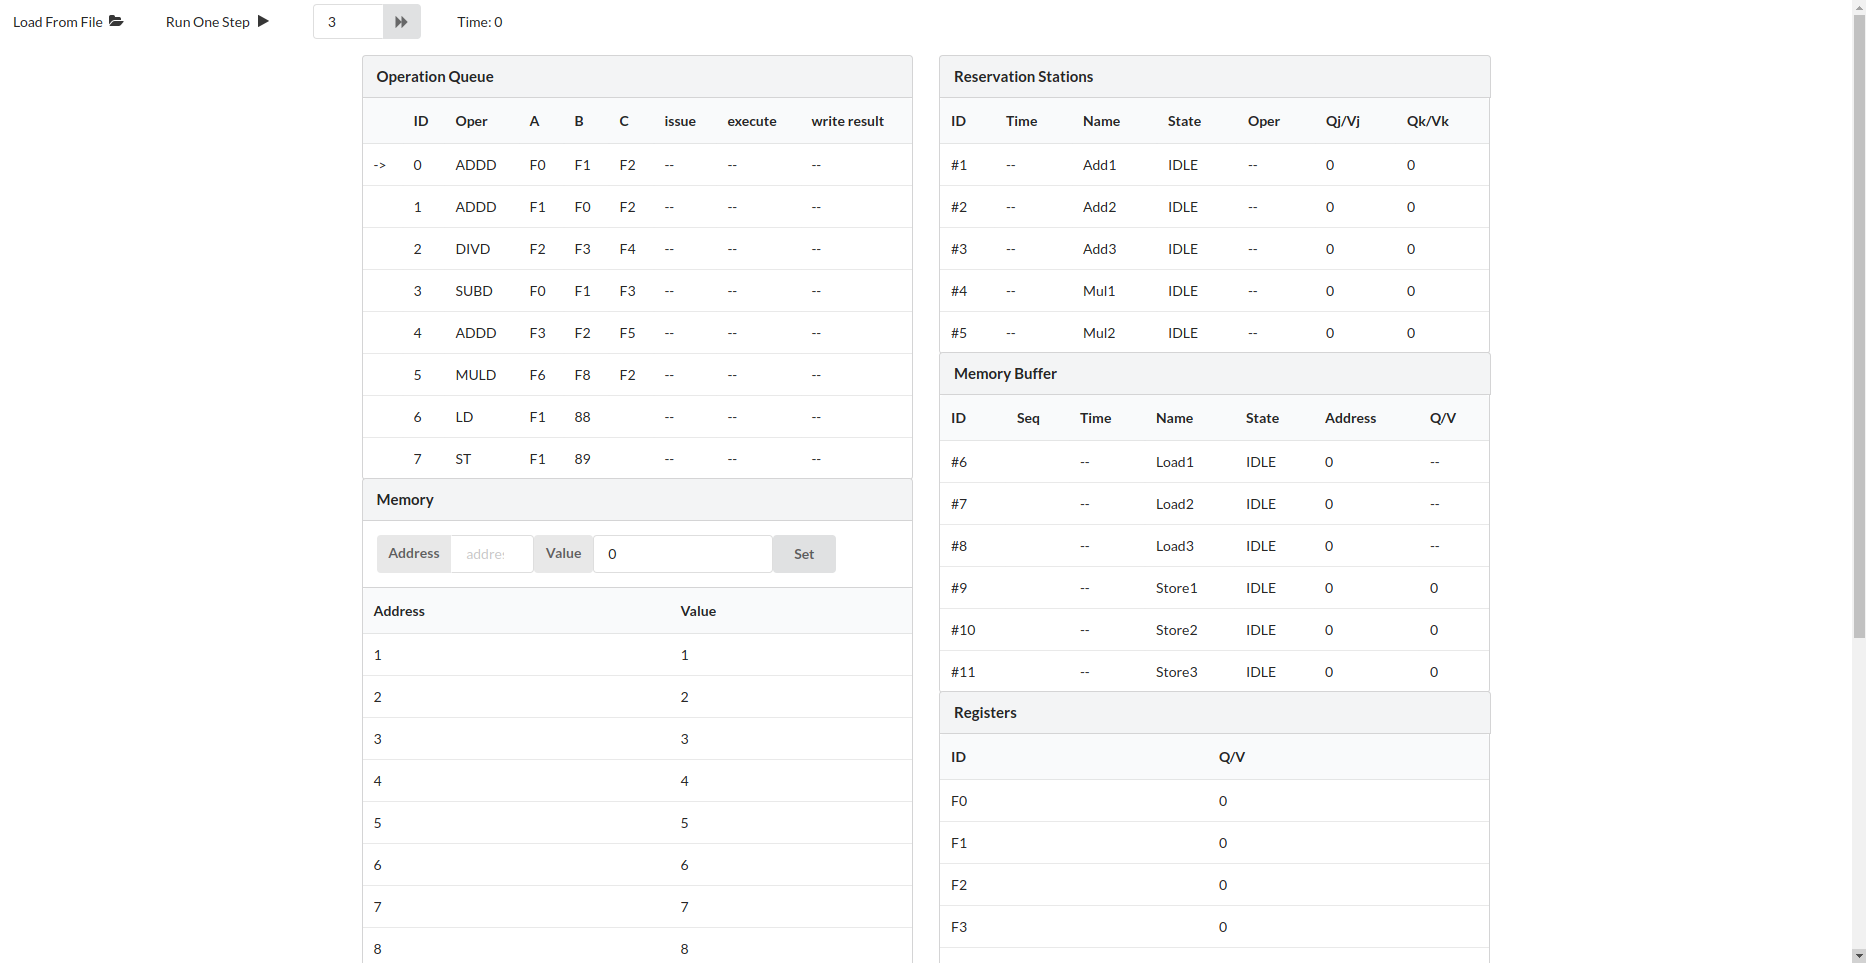 Load From File Run One Step 3 Time: 0
Operation Queue
ID Oper A B C issue execute write result
-> 0 ADDD F0 F1 F2 -- -- --
1 ADDD F1 F0 F2 -- -- --
2 DIVD F2 F3 F4 -- -- --
3 SUBD F0 F1 F3 -- -- --
4 ADDD F3 F2 F5 -- -- --
5 MULD F6 F8 F2 -- -- --
6 LD F1 88 -- -- --
7 ST F1 89 -- -- --
Memory
Address addre Value 0 Set
Address Value
1 1
2 2
3 3
4 4
5 5
6 6
7 7
8 8
Reservation Stations
ID Time Name State Oper Qj/Vj Qk/Vk
#1 -- Add1 IDLE -- 0 0
#2 -- Add2 IDLE -- 0 0
#3 -- Add3 IDLE -- 0 0
#4 -- Mul1 IDLE -- 0 0
#5 -- Mul2 IDLE -- 0 0
Memory Buffer
ID Seq Time Name State Address Q/V
#6 -- Load1 IDLE 0 --
#7 -- Load2 IDLE 0 --
#8 -- Load3 IDLE 0 --
#9 -- Store1 IDLE 0 0
#10 -- Store2 IDLE 0 0
#11 -- Store3 IDLE 0 0
Registers
ID Q/V
F0 0
F1 0
F2 0
F3 0